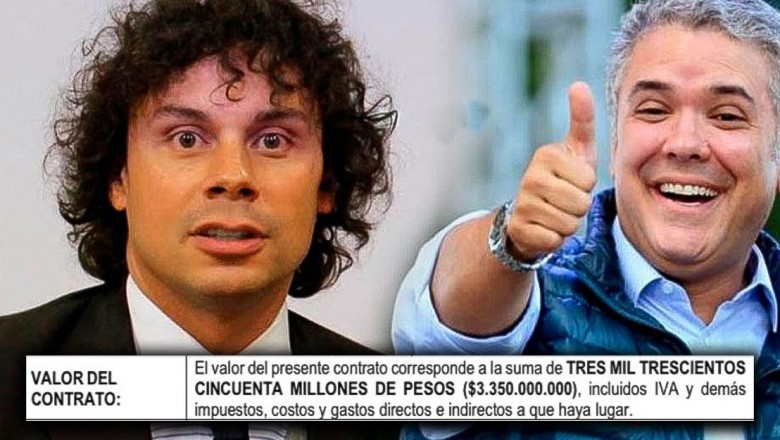 VALOR DEL
CONTRATO:
El valor del presente contrato corresponde a la suma de TRES MIL TRESCIENTOS
CINCUENTA MILLONES DE PESOS ($3.350.000.000), incluidos IVA y demás
impuestos, costos y gastos directos e indirectos a que haya lugar.